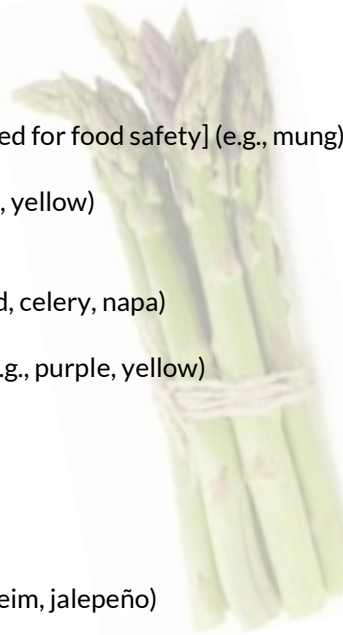 ed for food safety] (e.g., mung)
, yellow)
d, celery, napa)
.g., purple, yellow)
eim, jalepeño)